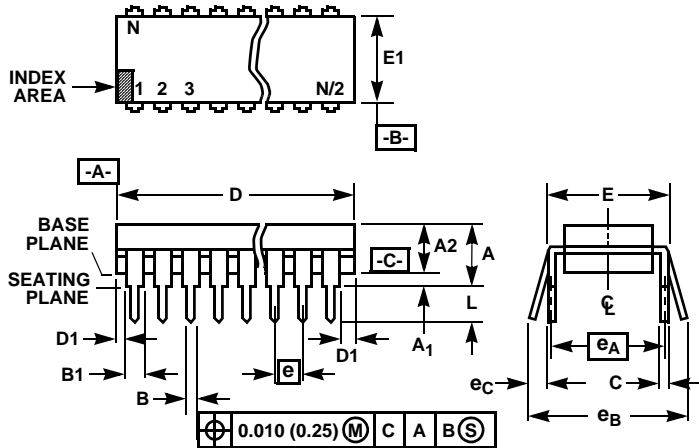 N
E1
INDEX
AREA
1 2 3 N/2
-B-
-A-
D
E
BASE
PLANE
A2 A
-C-
SEATING
PLANE
L
℄
D1
A1
D1
eA
B1
e
eC
C
B
eB
0.010 (0.25) Ⓜ C A B Ⓢ